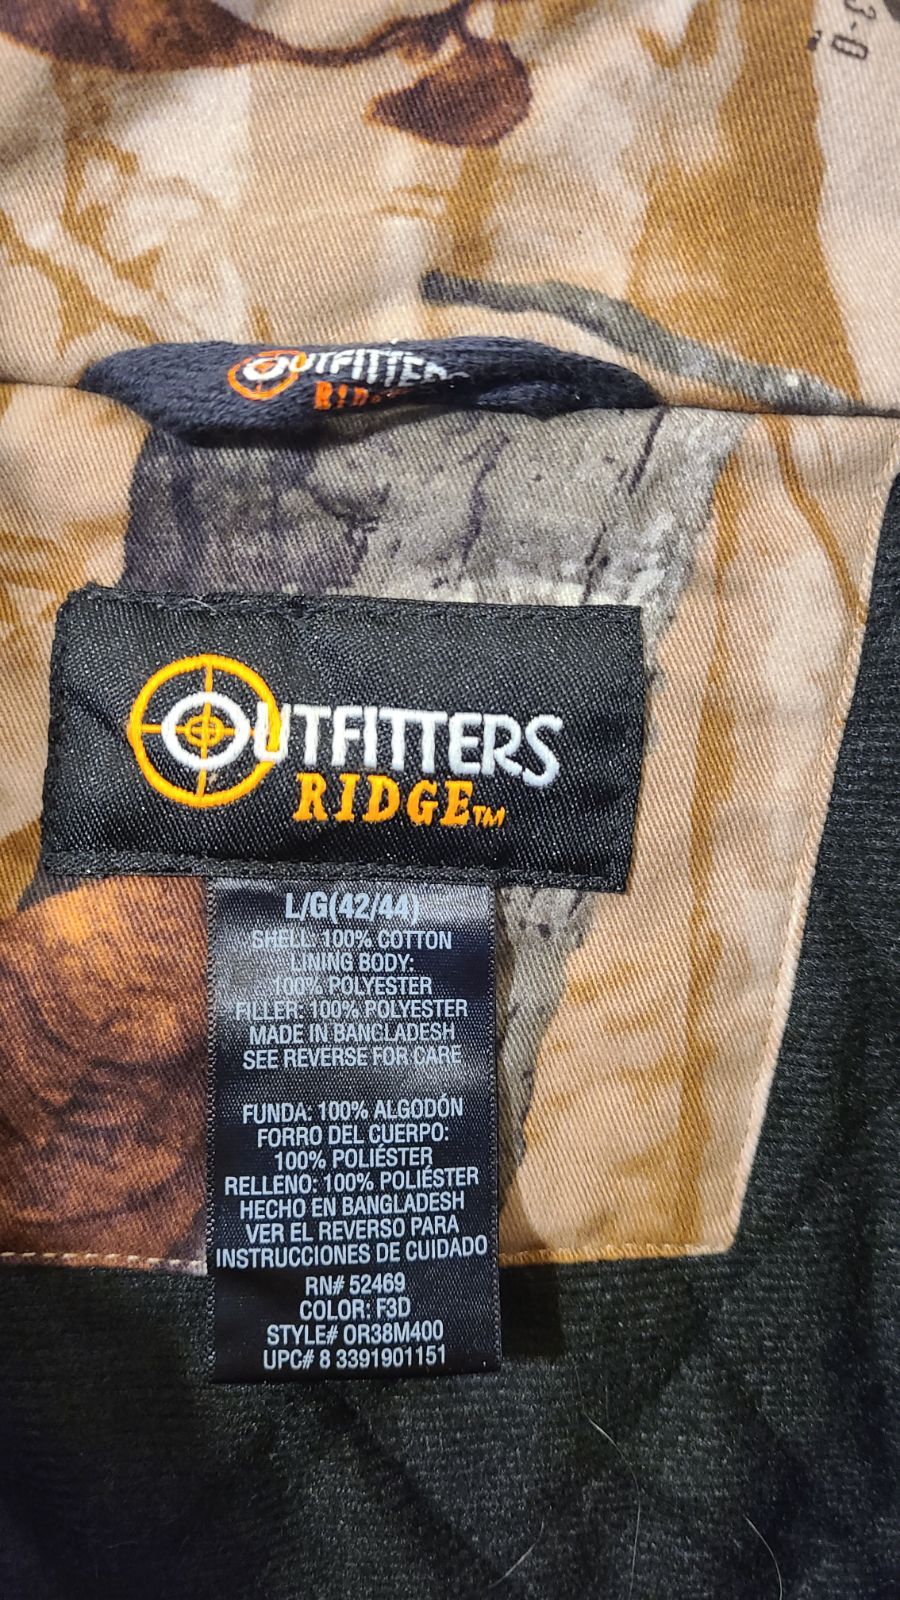 3-D
™
OUTFITTERS
RIDGE
OUTFITTERS
RIDGE™
L/G(42/44)
SHELL: 100% COTTON
LINING BODY:
100% POLYESTER
FILLER: 100% POLYESTER
MADE IN BANGLADESH
SEE REVERSE FOR CARE
FUNDA: 100% ALGODÓN
FORRO DEL CUERPO:
100% POLIÉSTER
RELLENO: 100% POLIÉSTER
HECHO EN BANGLADESH
VER EL REVERSO PARA
INSTRUCCIONES DE CUIDADO
RN# 52469
COLOR: F3D
STYLE# OR38M400
UPC# 8 3391901151